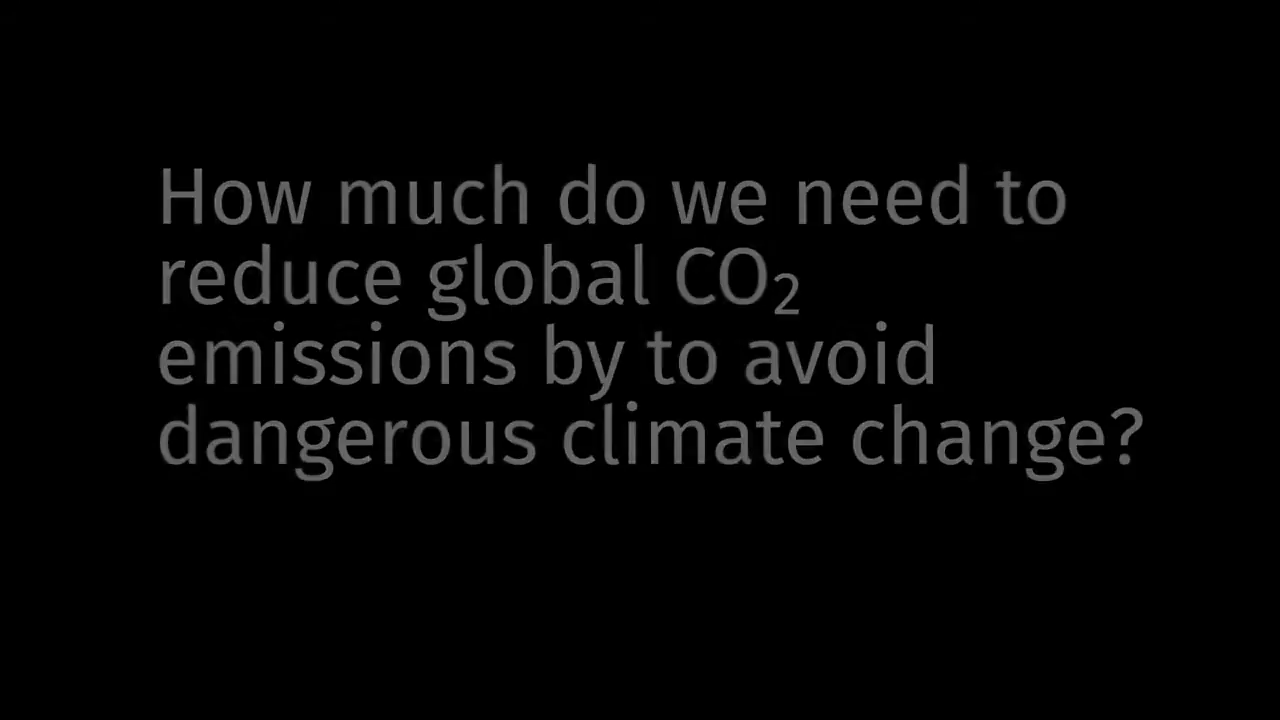 How much do we need to
reduce global CO₂
emissions by to avoid
dangerous climate change?